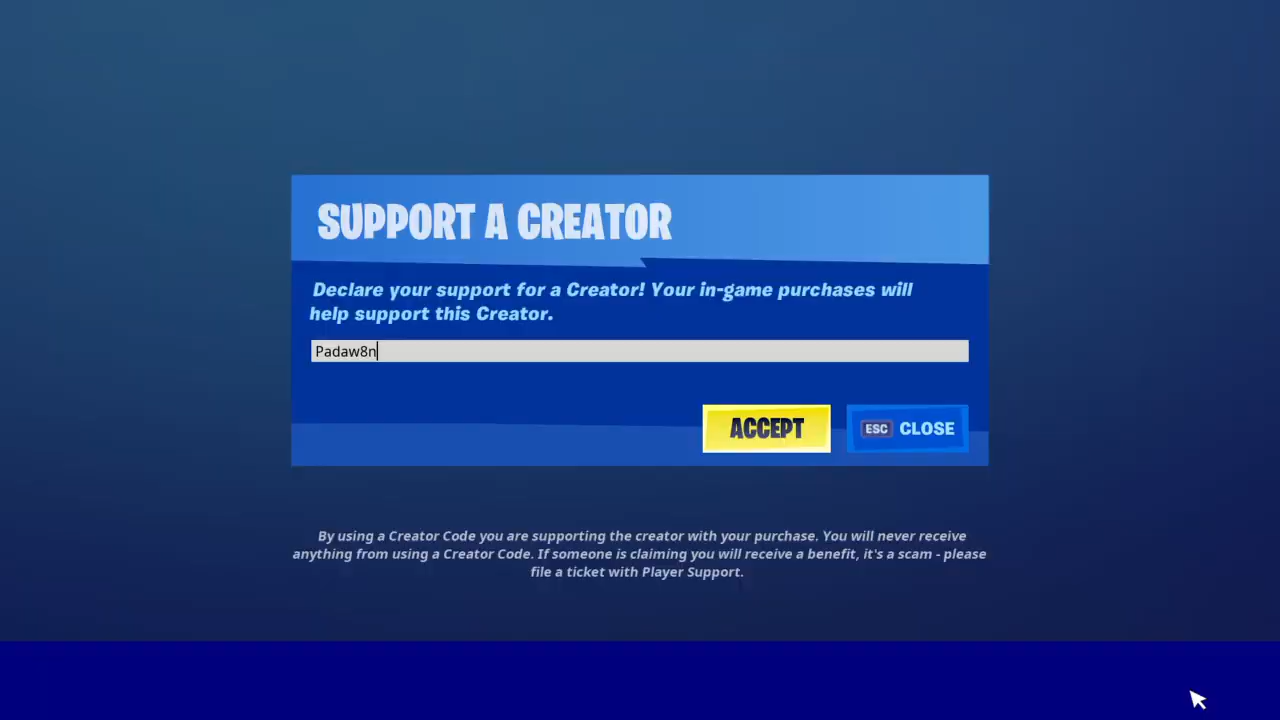 SUPPORT A CREATOR
Declare your support for a Creator! Your in-game purchases will
help support this Creator.
Padaw8n
ACCEPT
ESC CLOSE
By using a Creator Code you are supporting the creator with your purchase. You will never receive
anything from using a Creator Code. If someone is claiming you will receive a benefit, it's a scam - please
file a ticket with Player Support.